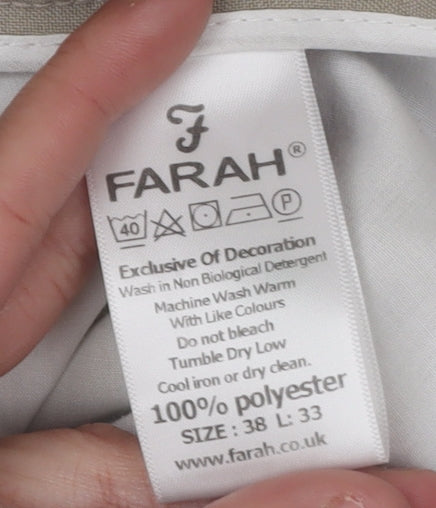 F
FARAH®
40 P
Exclusive Of Decoration
Wash in Non Biological Detergent
Machine Wash Warm
With Like Colours
Do not bleach
Tumble Dry Low
Cool iron or dry clean.
100% polyester
SIZE : 38 L: 33
www.farah.co.uk